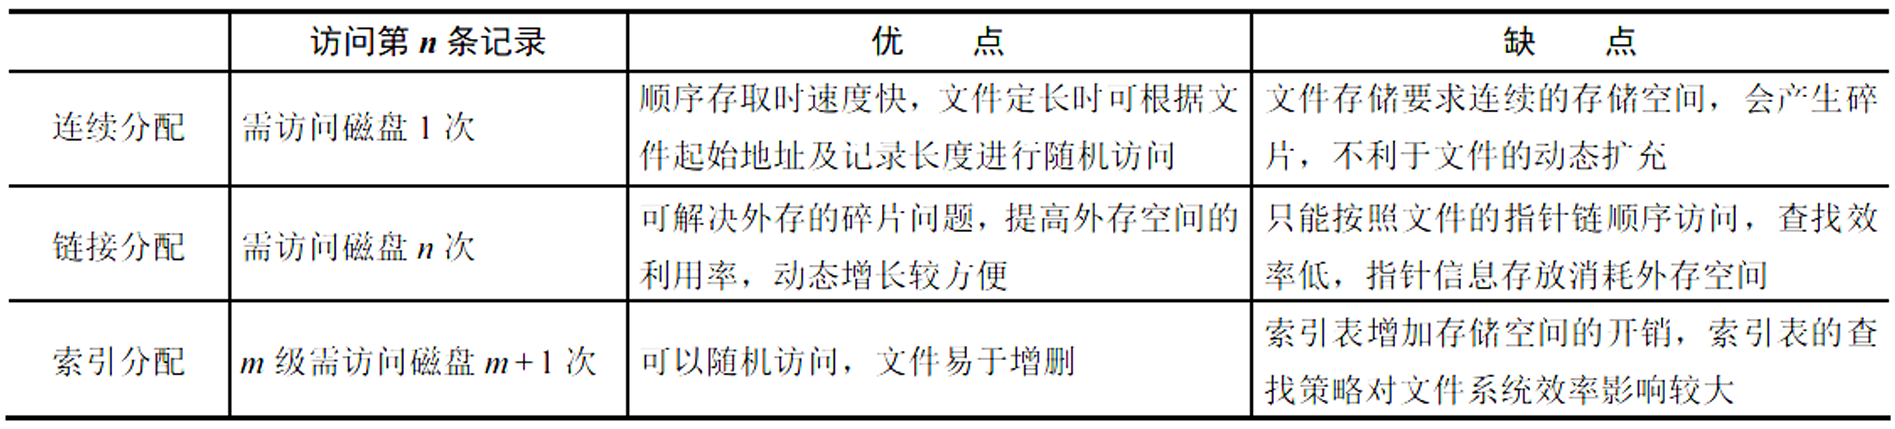 访问第 n 条记录 优 点 缺 点
连续分配
需访问磁盘 1 次
顺序存取时速度快，文件定长时可根据文
件起始地址及记录长度进行随机访问
文件存储要求连续的存储空间，会产生碎
片，不利于文件的动态扩充
链接分配
需访问磁盘 n 次
可解决外存的碎片问题，提高外存空间的
利用率，动态增长较方便
只能按照文件的指针链顺序访问，查找效
率低，指针信息存放消耗外存空间
索引分配
m 级需访问磁盘 m + 1 次
可以随机访问，文件易于增删
索引表增加存储空间的开销，索引表的查
找策略对文件系统效率影响较大